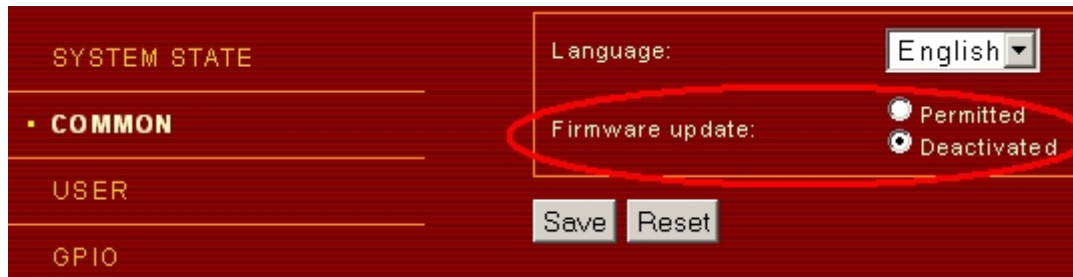 SYSTEM STATE
COMMON
USER
GPIO
Language:
English
Firmware update:
Permitted
Deactivated
Save
Reset